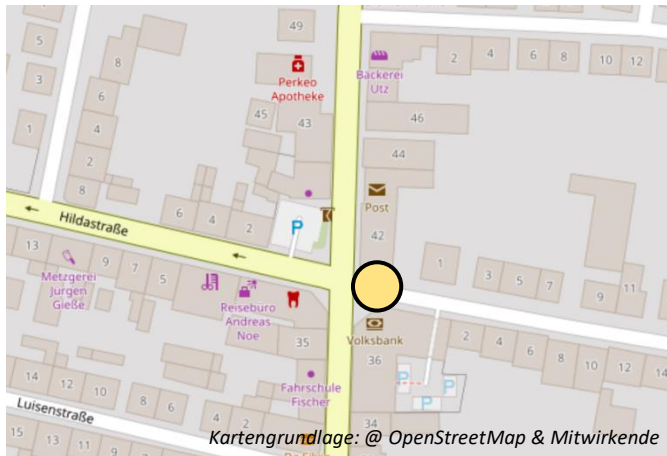 49
5
8
3
Perkeo
Apotheke
Bäckerei
Utz
2
4
6
8
10
12
6
45
43
46
1
4
44
2
8
Post
6
4
2
P
42
Hildastraße
13
9
7
5
1
3
5
7
9
11
Metzgerei
Jürgen
Gieße
Reisebüro
Andreas
Noe
Volksbank
35
36
2
4
6
8
10
12
14
P
P
P
14
12
10
8
6
4
2
Fahrschule
Fischer
Luisenstraße
34
15
13
11
9
Kartengrundlage: @ OpenStreetMap & Mitwirkende